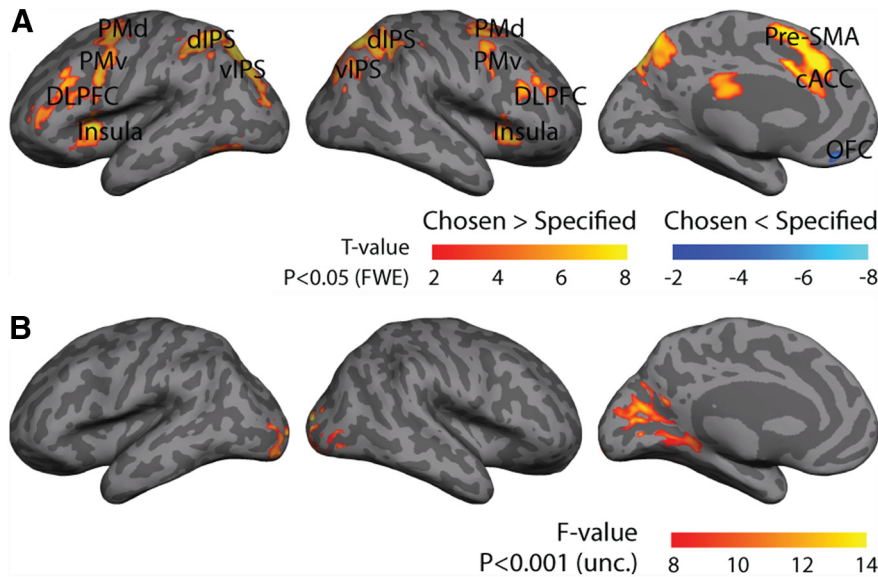 A
PMd dIPS
PMv vIPS
DLPFC
Insula
dIPS PMd
vIPS PMv
DLPFC
Insula
Pre-SMA
cACC
OFC
Chosen > Specified Chosen < Specified
T-value
P<0.05 (FWE) 2 4 6 8 -2 -4 -6 -8
B
F-value
P<0.001 (unc.) 8 10 12 14